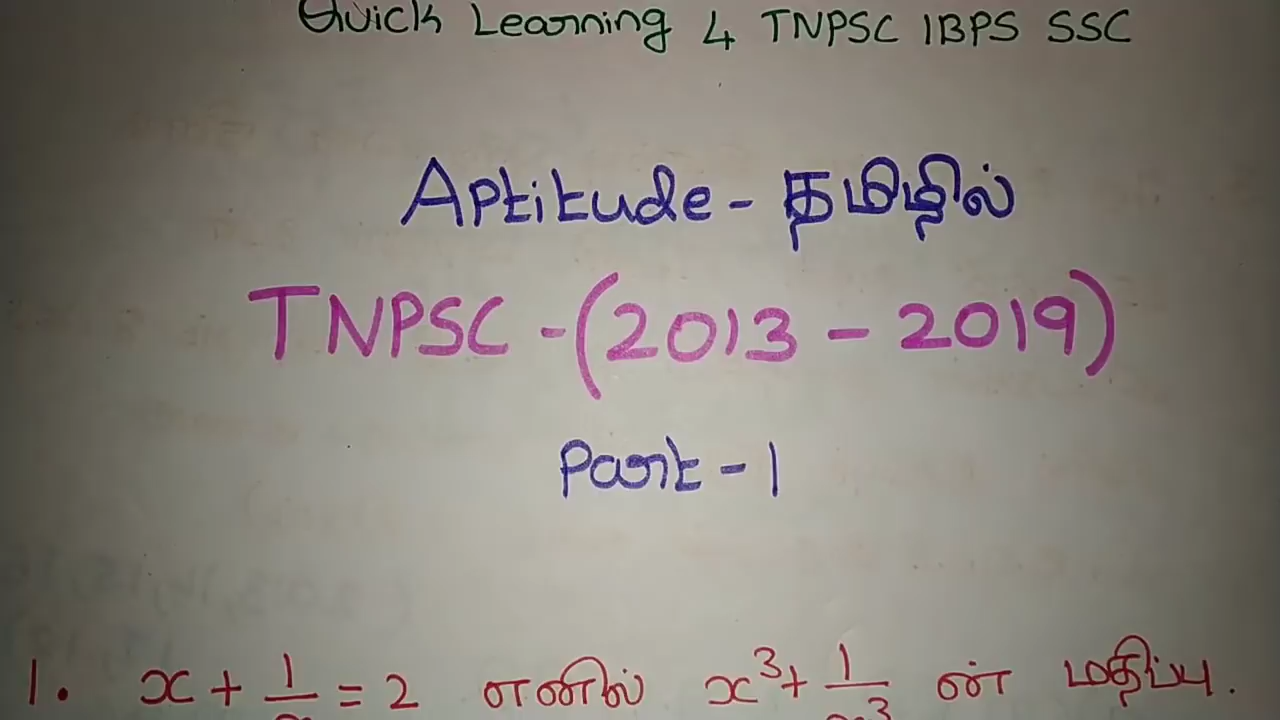 Quick Learning 4 TNPSC IBPS SSC
Aptitude - தமிழில்
TNPSC - (2013 - 2019)
Part - 1
1. x + 1/x = 2 எனில் x³ + 1/x³ ன் மதிப்பு.